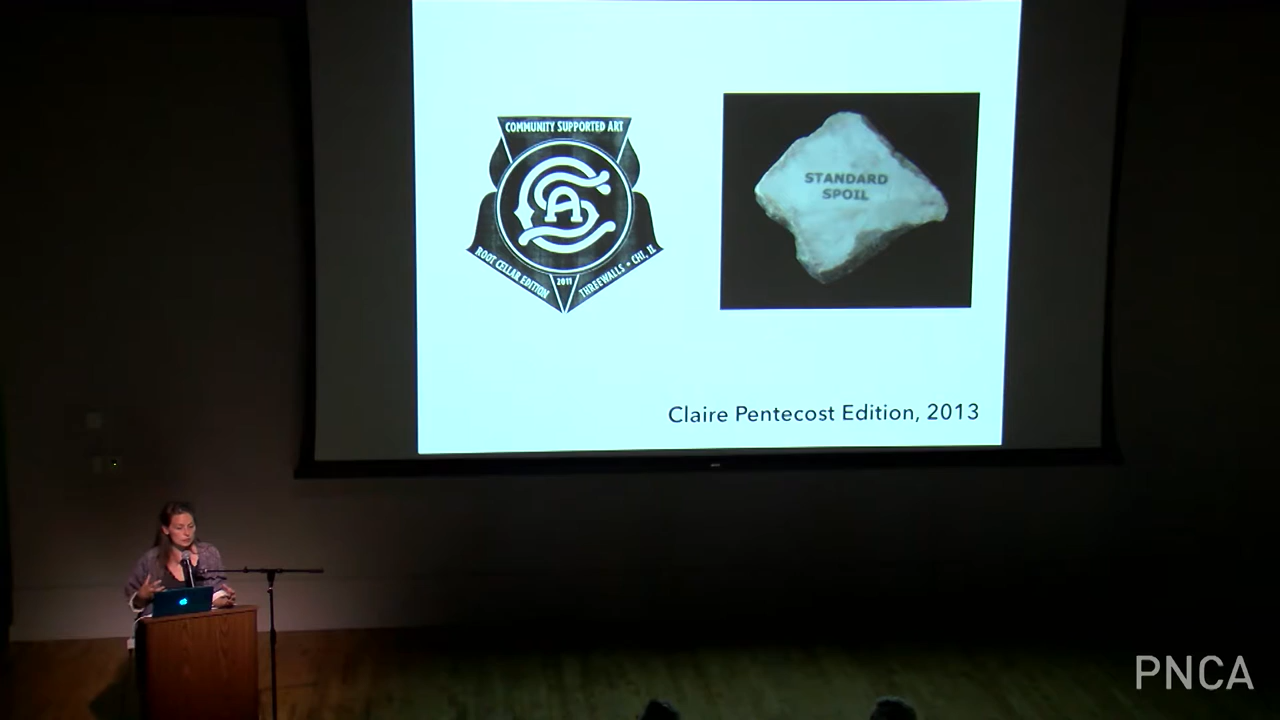 COMMUNITY SUPPORTED ART
CSA
ROOT CELLAR EDITION
2011
THREEWALLS • CHI, IL
STANDARD
SPOIL
Claire Pentecost Edition, 2013
PNCA